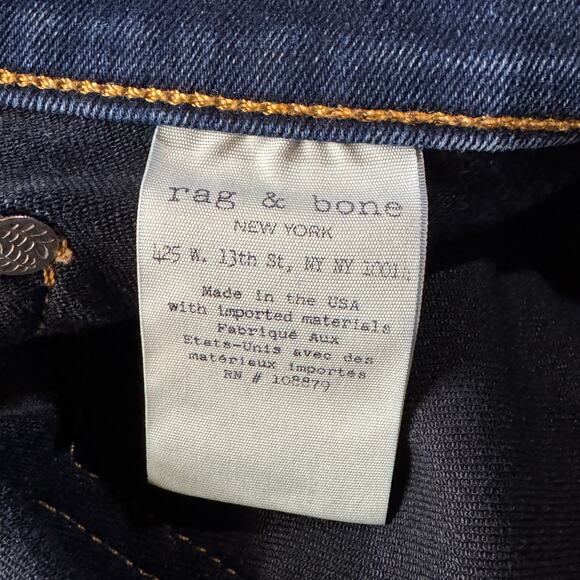 rag & bone
NEW YORK
425 W. 13th St, NY NY
Made in the USA
with imported materials
Fabriqué Aux
Etats-Unis avec des
matériaux importés
RN # 108879